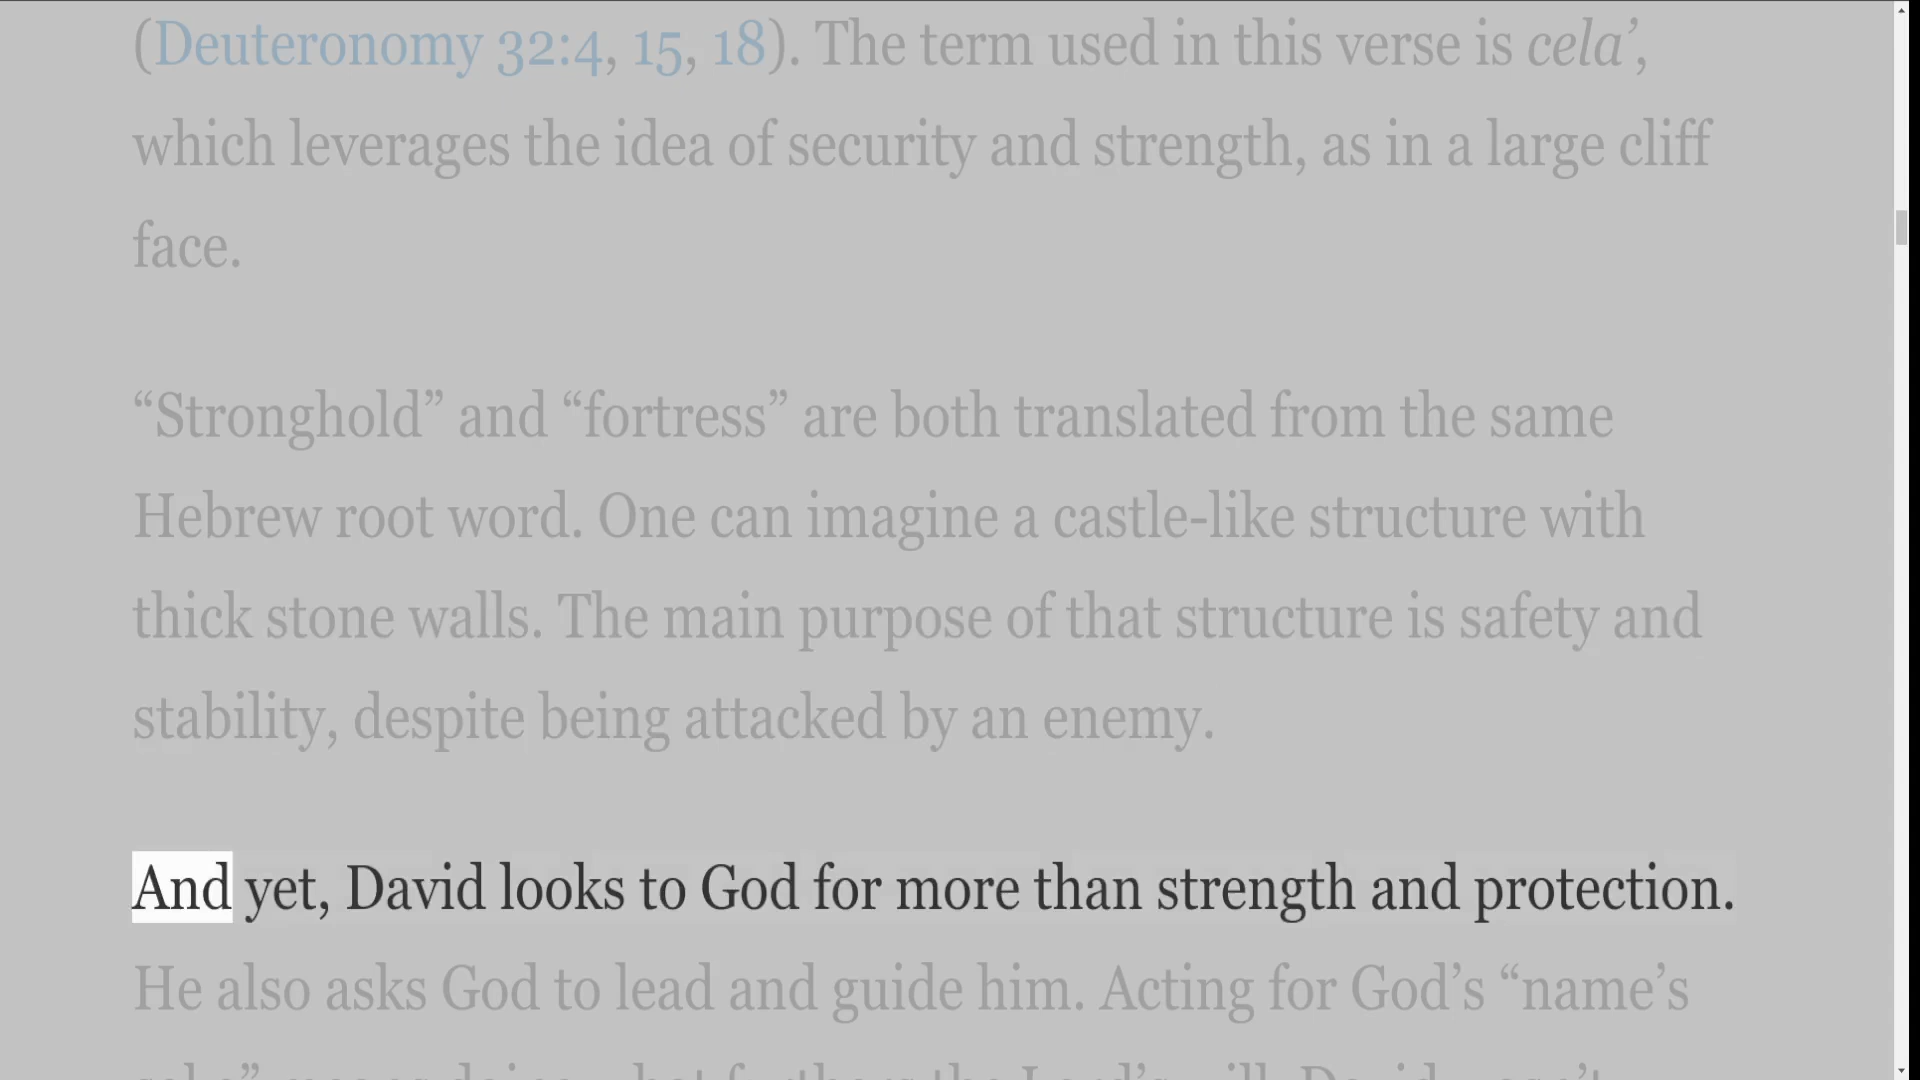 (Deuteronomy 32:4, 15, 18). The term used in this verse is cela’,
which leverages the idea of security and strength, as in a large cliff
face.
“Stronghold” and “fortress” are both translated from the same
Hebrew root word. One can imagine a castle-like structure with
thick stone walls. The main purpose of that structure is safety and
stability, despite being attacked by an enemy.
And yet, David looks to God for more than strength and protection.
He also asks God to lead and guide him. Acting for God’s “name’s